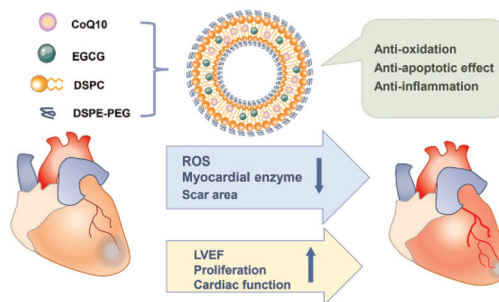 CoQ10
EGCG
DSPC
DSPE-PEG
Anti-oxidation
Anti-apoptotic effect
Anti-inflammation
ROS
Myocardial enzyme
Scar area
LVEF
Proliferation
Cardiac function